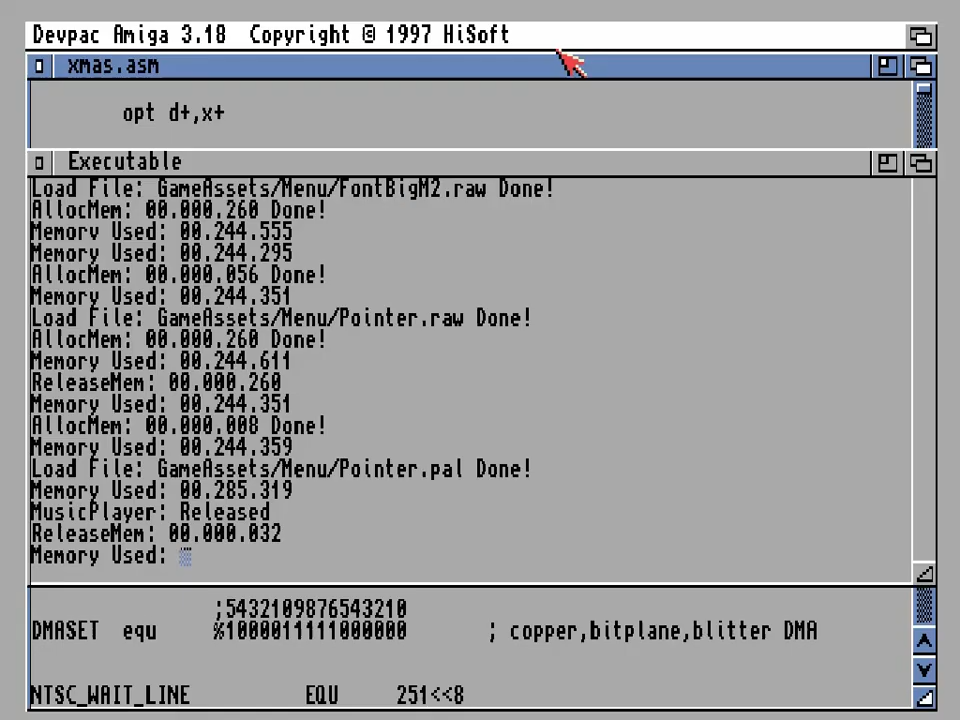 Devpac Amiga 3.18  Copyright © 1997 HiSoft
xmas.asm
opt d+,x+
Executable
Load File: GameAssets/Menu/FontBigM2.raw Done!
AllocMem: 00.000.260 Done!
Memory Used: 00.244.555
Memory Used: 00.244.295
AllocMem: 00.000.056 Done!
Memory Used: 00.244.351
Load File: GameAssets/Menu/Pointer.raw Done!
AllocMem: 00.000.260 Done!
Memory Used: 00.244.611
ReleaseMem: 00.000.260
Memory Used: 00.244.351
AllocMem: 00.000.008 Done!
Memory Used: 00.244.359
Load File: GameAssets/Menu/Pointer.pal Done!
Memory Used: 00.285.319
MusicPlayer: Released
ReleaseMem: 00.000.032
Memory Used:
;5432109876543210
DMASET  equ     %1000011111000000       ; copper,bitplane,blitter DMA
NTSC_WAIT_LINE          EQU     251<<8